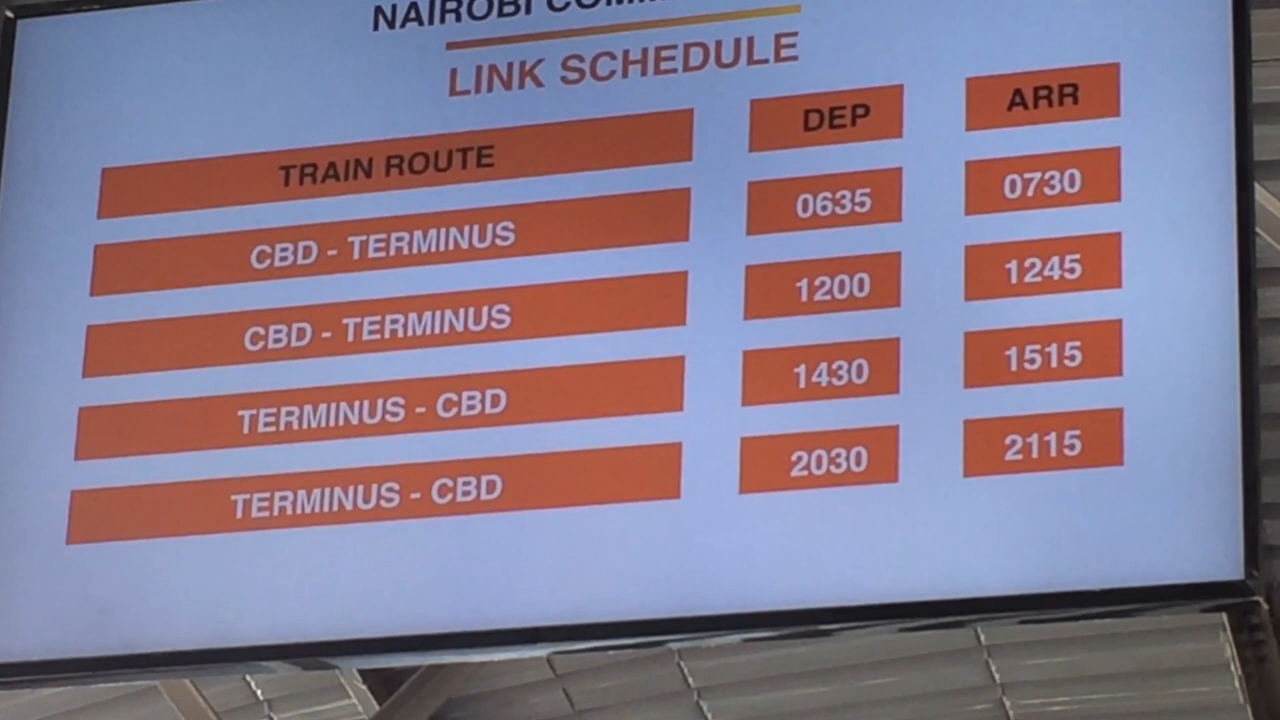 NAIROBI
LINK SCHEDULE
TRAIN ROUTE DEP ARR
CBD - TERMINUS 0635 0730
CBD - TERMINUS 1200 1245
TERMINUS - CBD 1430 1515
TERMINUS - CBD 2030 2115